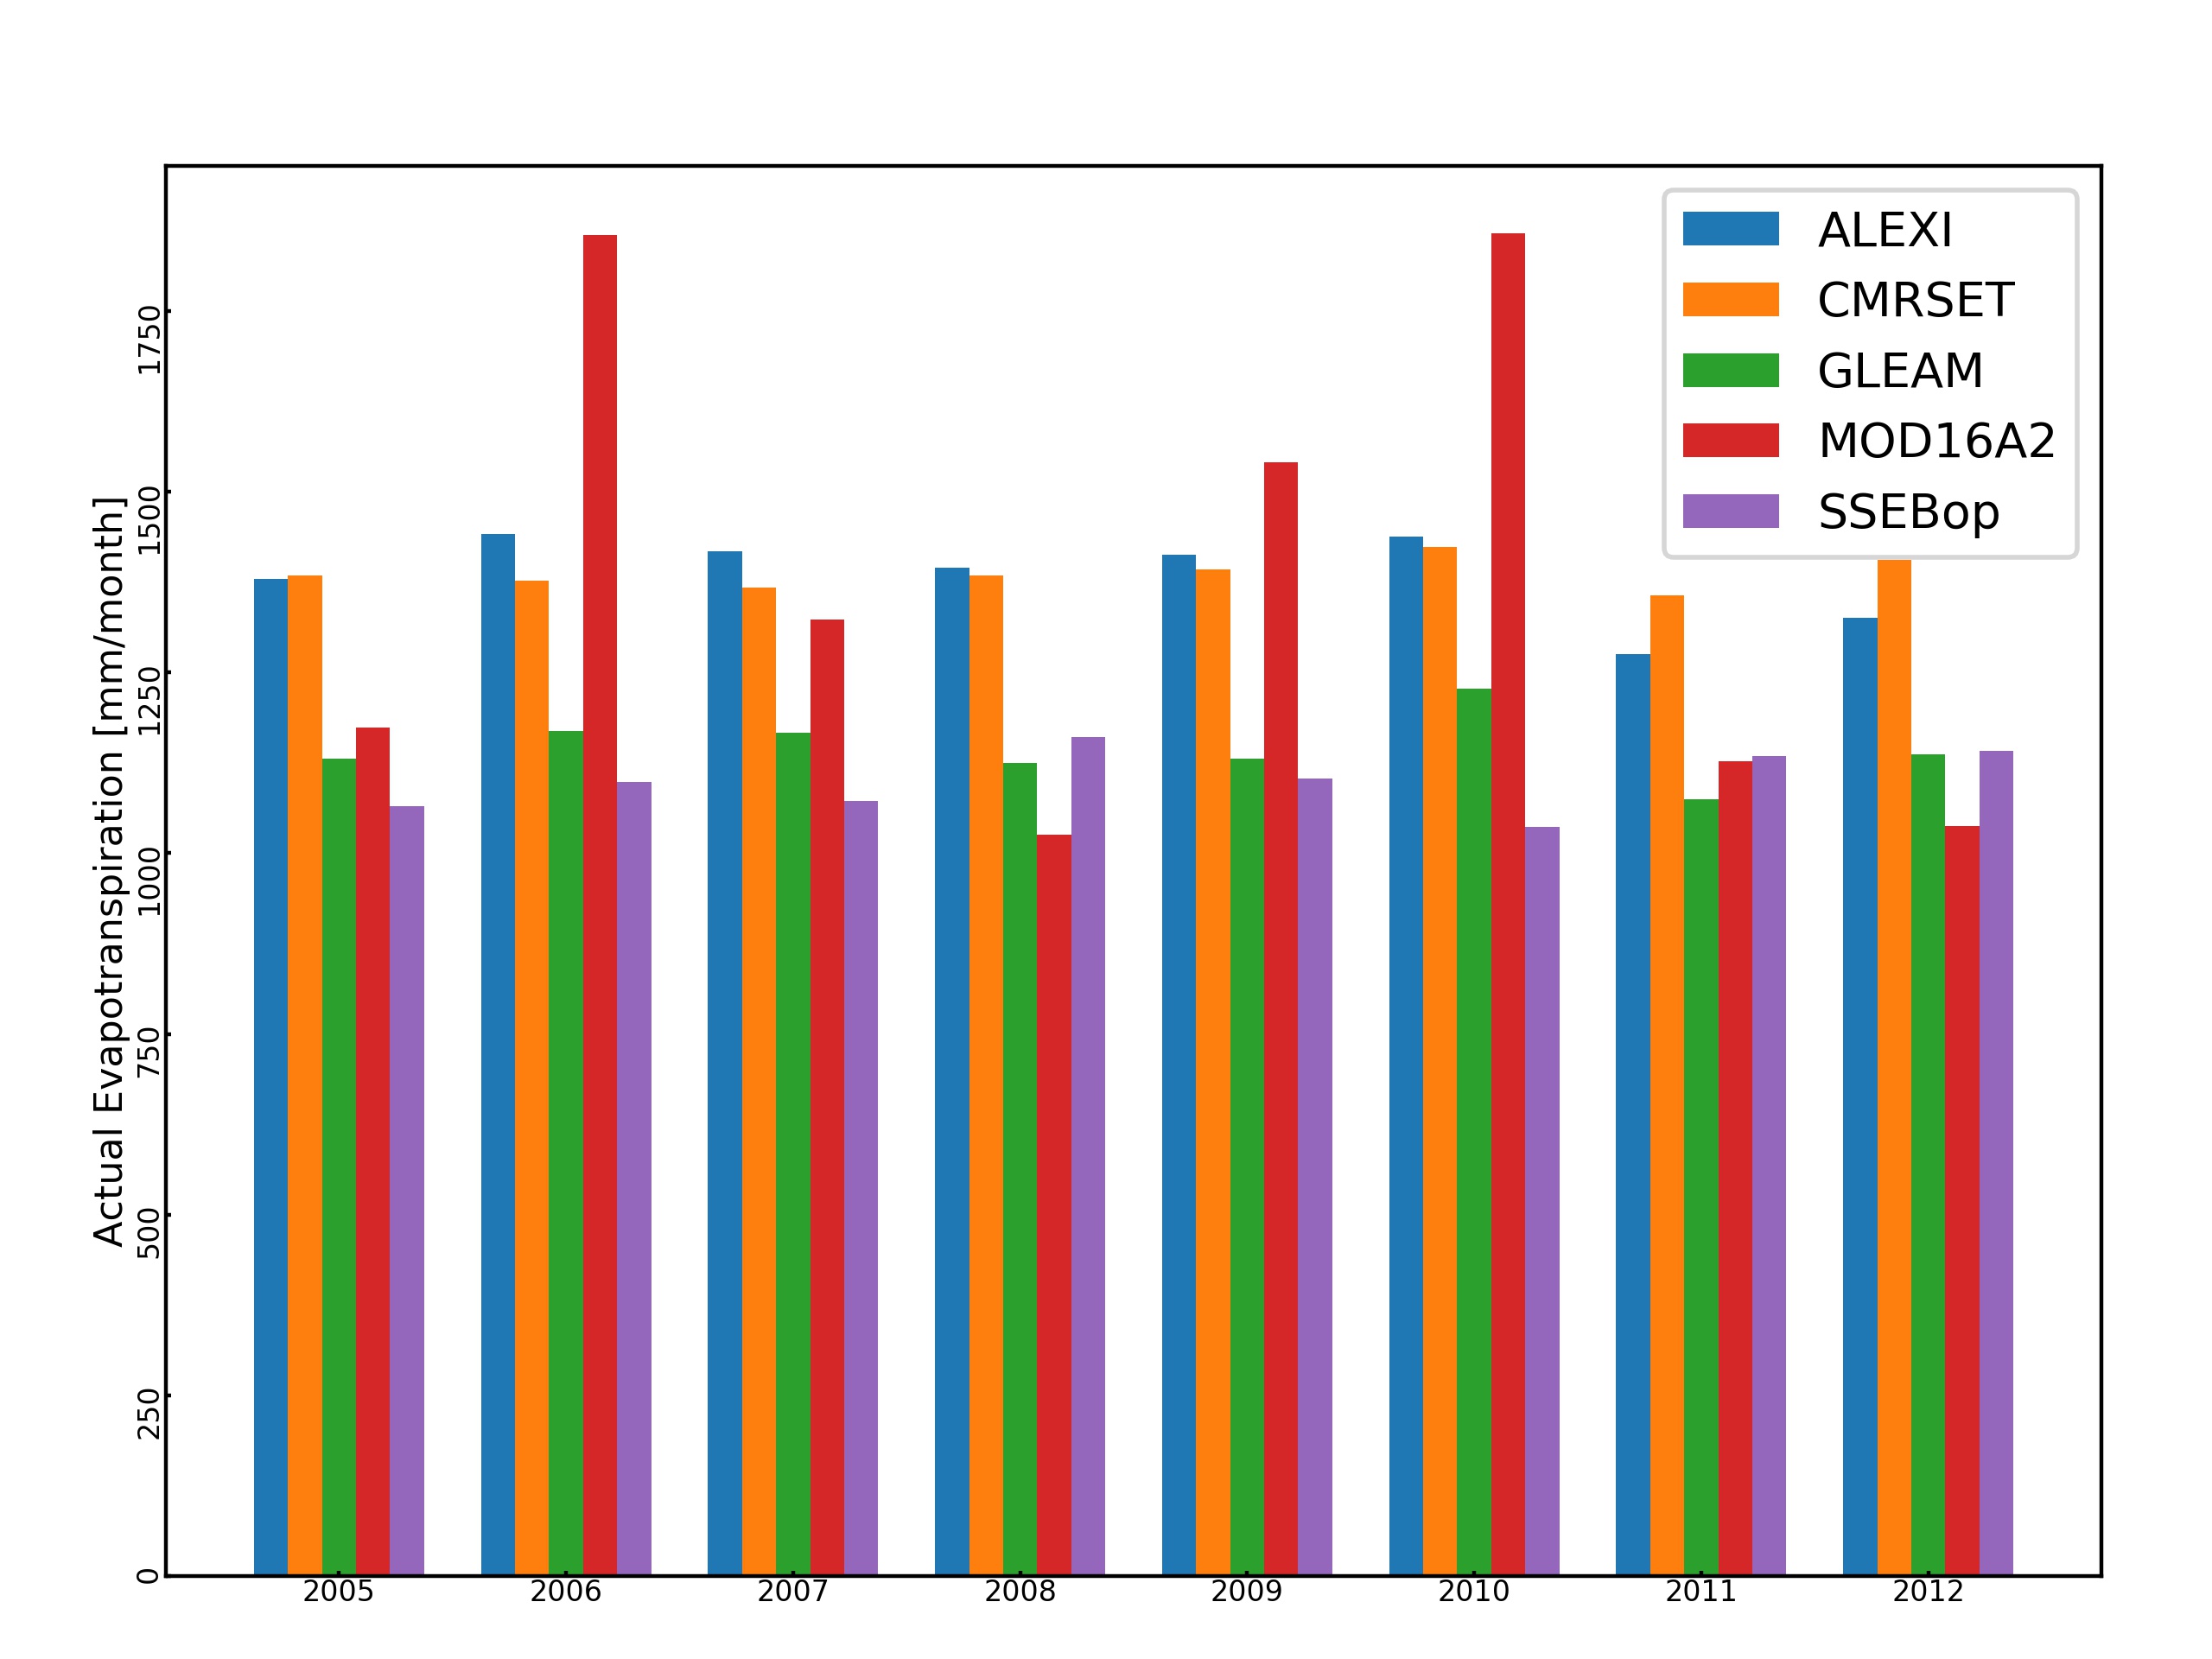 ALEXI
CMRSET
GLEAM
MOD16A2
SSEBop
Actual Evapotranspiration [mm/month]
1750
1500
1250
1000
750
500
250
0
2005 2006 2007 2008 2009 2010 2011 2012